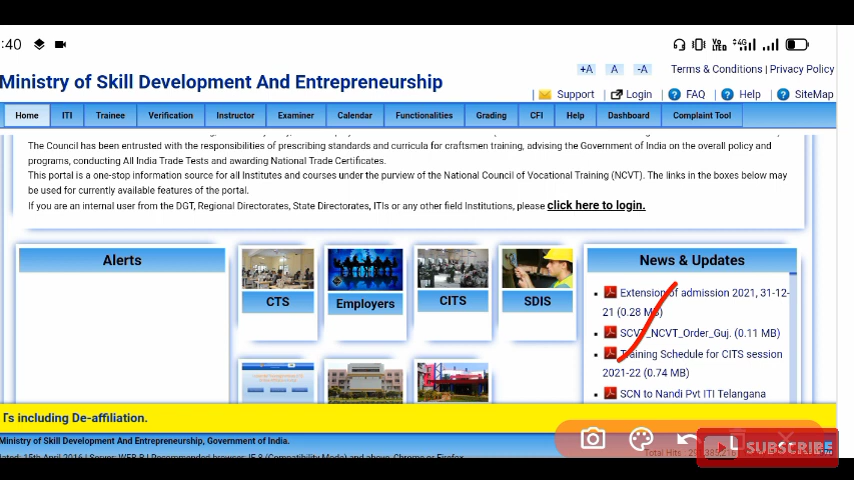 :40
Vo LTED 4G
+A A -A Terms & Conditions | Privacy Policy
Ministry of Skill Development And Entrepreneurship
| Support | Login | FAQ | Help | SiteMap
Home ITI Trainee Verification Instructor Examiner Calendar Functionalities Grading CFI Help Dashboard Complaint Tool
The Council has been entrusted with the responsibilities of prescribing standards and curricula for craftsmen training, advising the Government of India on the overall policy and
programs, conducting All India Trade Tests and awarding National Trade Certificates.
This portal is a one-stop information source for all Institutes and courses under the purview of the National Council of Vocational Training (NCVT). The links in the boxes below may
be used for currently available features of the portal.
If you are an internal user from the DGT, Regional Directorates, State Directorates, ITIs or any other field Institutions, please click here to login.
Alerts
CTS
Employers
CITS
SDIS
News & Updates
Extension of admission 2021, 31-12-
21 (0.28 MB)
SCVT_NCVT_Order_Guj. (0.11 MB)
Training Schedule for CITS session
2021-22 (0.74 MB)
SCN to Nandi Pvt ITI Telangana
Ts including De-affiliation.
Ministry of Skill Development And Entrepreneurship, Government of India.
Total Hits :
SUBSCRIBE